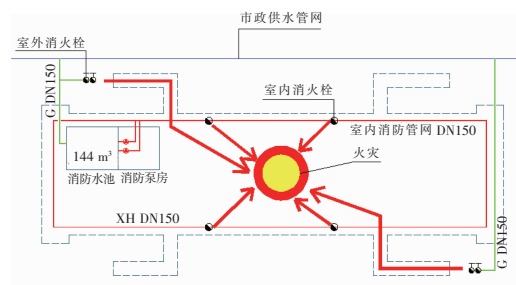 市政供水管网
室外消火栓
G DN150
室内消火栓
室内消防管网 DN150
144 m³
火灾
消防水池
消防泵房
XH DN150
G DN150